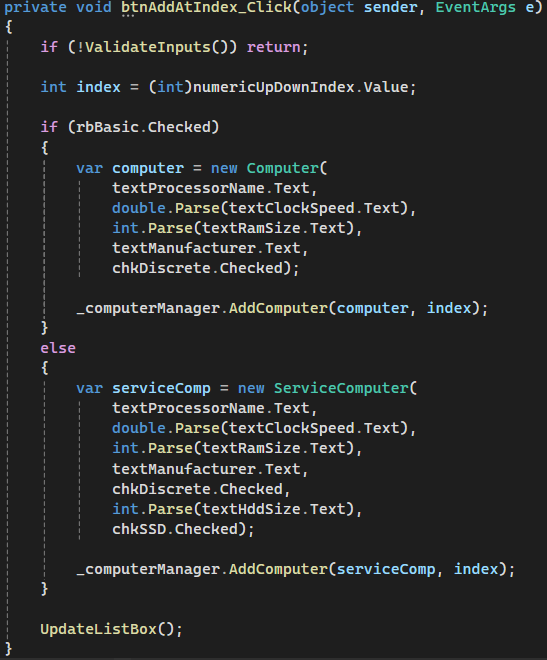 private void btnAddAtIndex_Click(object sender, EventArgs e)
{
    if (!ValidateInputs()) return;

    int index = (int)numericUpDownIndex.Value;

    if (rbBasic.Checked)
    {
        var computer = new Computer(
            textProcessorName.Text,
            double.Parse(textClockSpeed.Text),
            int.Parse(textRamSize.Text),
            textManufacturer.Text,
            chkDiscrete.Checked);

        _computerManager.AddComputer(computer, index);
    }
    else
    {
        var serviceComp = new ServiceComputer(
            textProcessorName.Text,
            double.Parse(textClockSpeed.Text),
            int.Parse(textRamSize.Text),
            textManufacturer.Text,
            chkDiscrete.Checked,
            int.Parse(textHddSize.Text),
            chkSSD.Checked);

        _computerManager.AddComputer(serviceComp, index);
    }

    UpdateListBox();
}